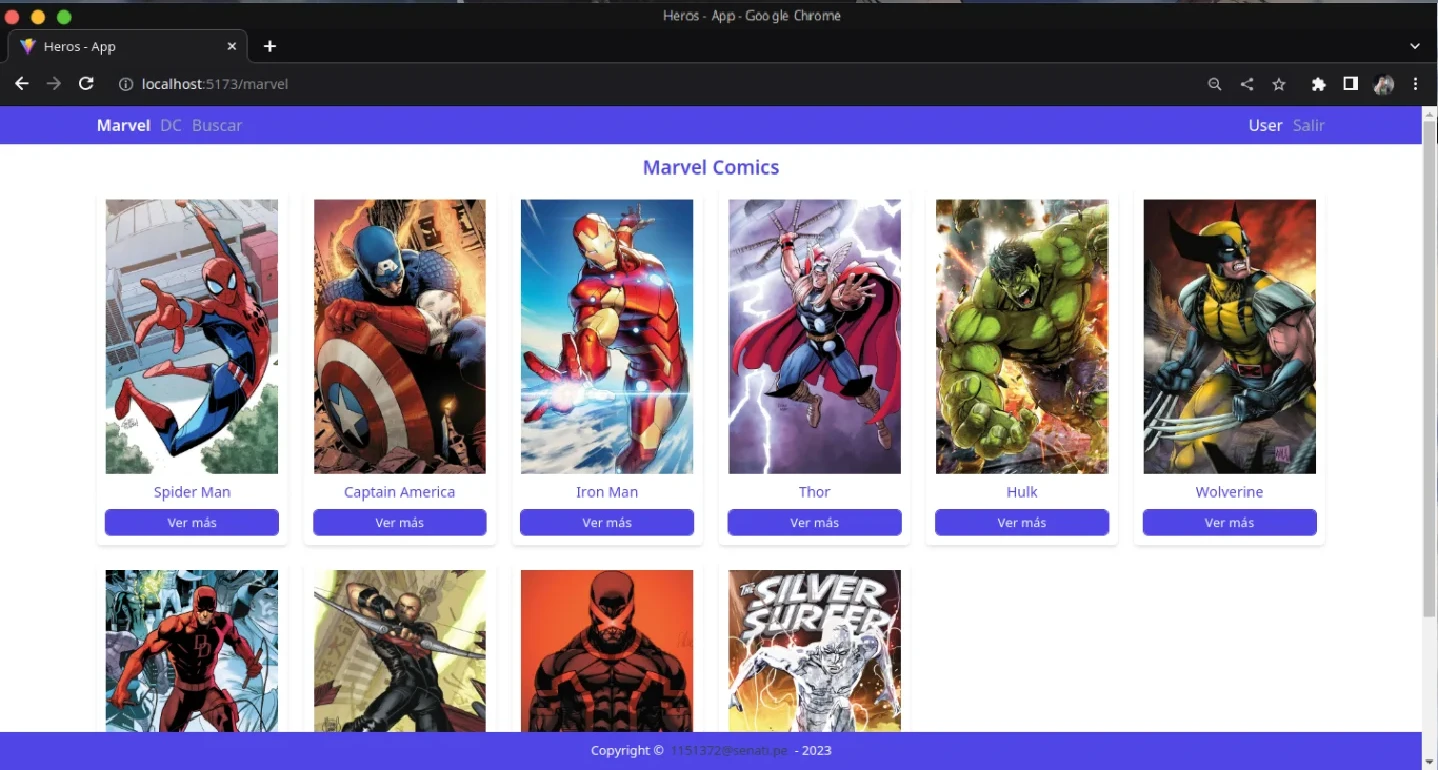 Heros - App - Google Chrome
Heros - App
localhost:5173/marvel
Marvel DC Buscar User Salir
Marvel Comics
Spider Man Captain America Iron Man Thor Hulk Wolverine
Ver más Ver más Ver más Ver más Ver más Ver más
DD
THE SILVER
SURFER
Copyright © 1151372@senati.pe - 2023